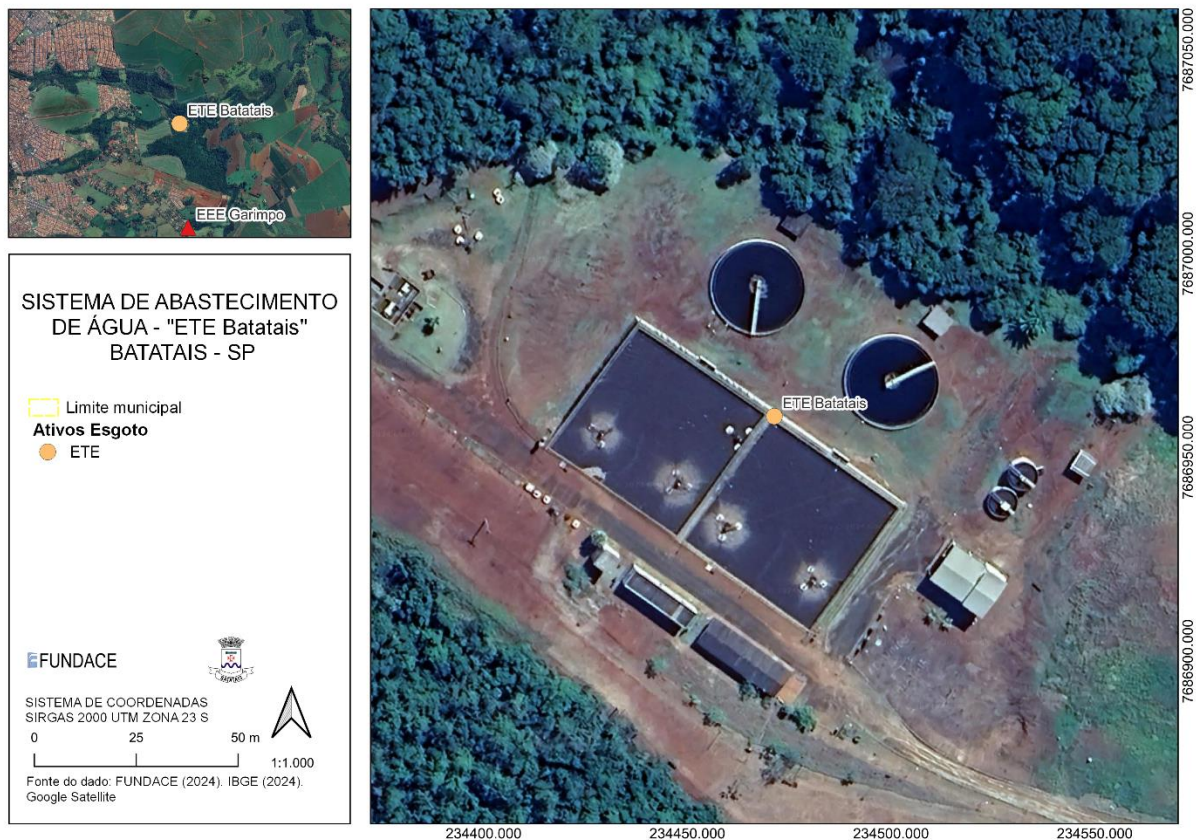 ETE Batatais
EEE Garimpo
SISTEMA DE ABASTECIMENTO
DE ÁGUA - "ETE Batatais"
BATATAIS - SP
Limite municipal
Ativos Esgoto
ETE
FUNDACE
BATATAIS
SISTEMA DE COORDENADAS
SIRGAS 2000 UTM ZONA 23 S
0 25 50 m
1:1.000
Fonte do dado: FUNDACE (2024). IBGE (2024).
Google Satellite
ETE Batatais
7687050.000
7687000.000
7686950.000
7686900.000
234400.000 234450.000 234500.000 234550.000